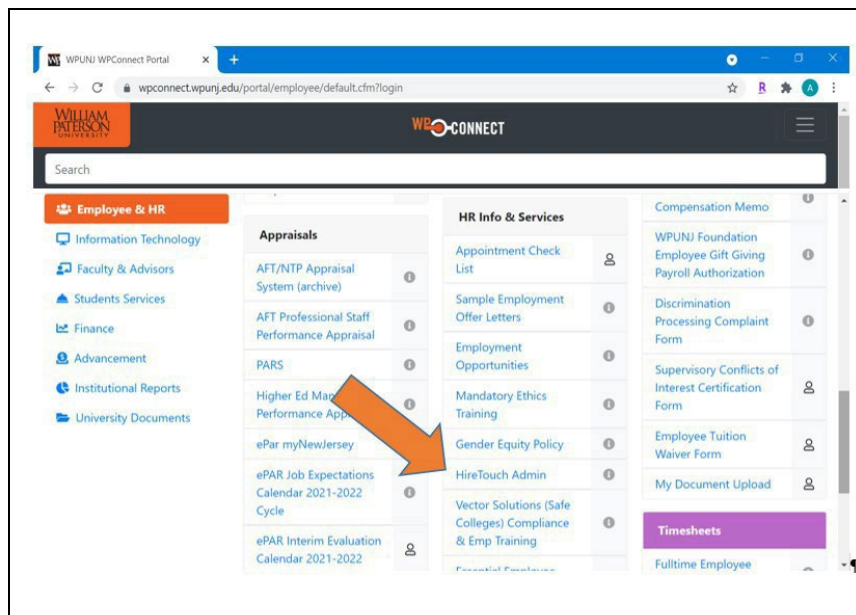 WPUNJ WPConnect Portal
wpconnect.wpunj.edu/portal/employee/default.cfm?login
R
A
WILLIAM
PATERSON
UNIVERSITY
WP CONNECT
Search
Employee & HR
Information Technology
Faculty & Advisors
Students Services
Finance
Advancement
Institutional Reports
University Documents
Appraisals
AFT/NTP Appraisal
System (archive)
AFT Professional Staff
Performance Appraisal
PARS
Higher Ed
Performance
ePar myNewJersey
ePAR Job Expectations
Calendar 2021-2022
Cycle
ePAR Interim Evaluation
Calendar 2021-2022
HR Info & Services
Appointment Check
List
Sample Employment
Offer Letters
Employment
Opportunities
Mandatory Ethics
Training
Gender Equity Policy
HireTouch Admin
Vector Solutions (Safe
Colleges) Compliance
& Emp Training
Essential Employee
Compensation Memo
WPUNJ Foundation
Employee Gift Giving
Payroll Authorization
Discrimination
Processing Complaint
Form
Supervisory Conflicts of
Interest Certification
Form
Employee Tuition
Waiver Form
My Document Upload
Timesheets
Fulltime Employee
¶